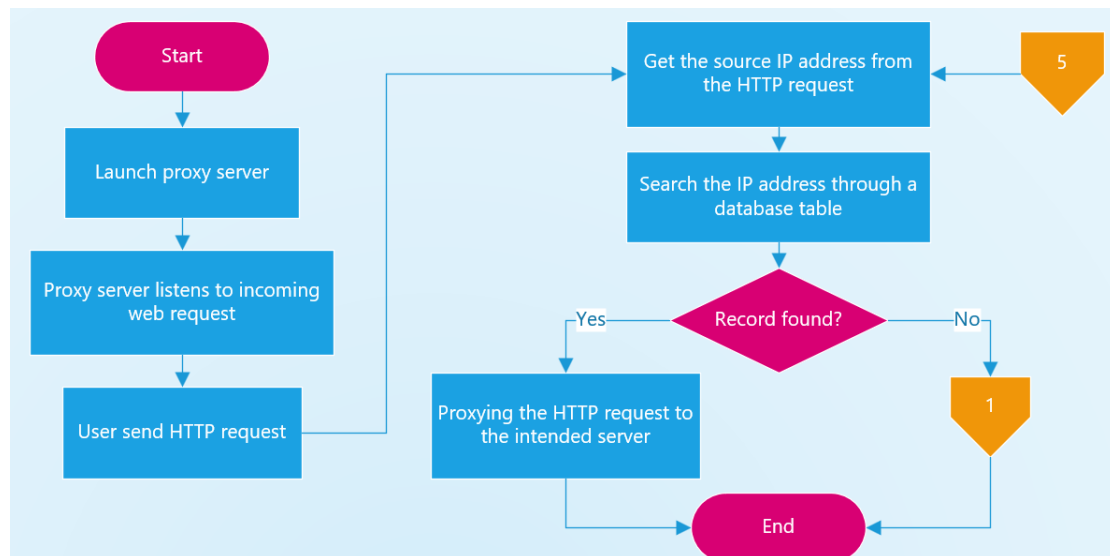 Start
Launch proxy server
Proxy server listens to incoming
web request
User send HTTP request
Get the source IP address from
the HTTP request
5
Search the IP address through a
database table
Record found?
Yes
No
Proxying the HTTP request to
the intended server
1
End